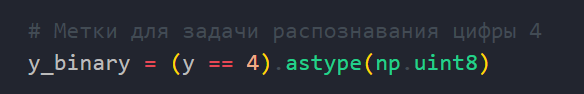 # Метки для задачи распознавания цифры 4
y_binary = (y == 4).astype(np.uint8)